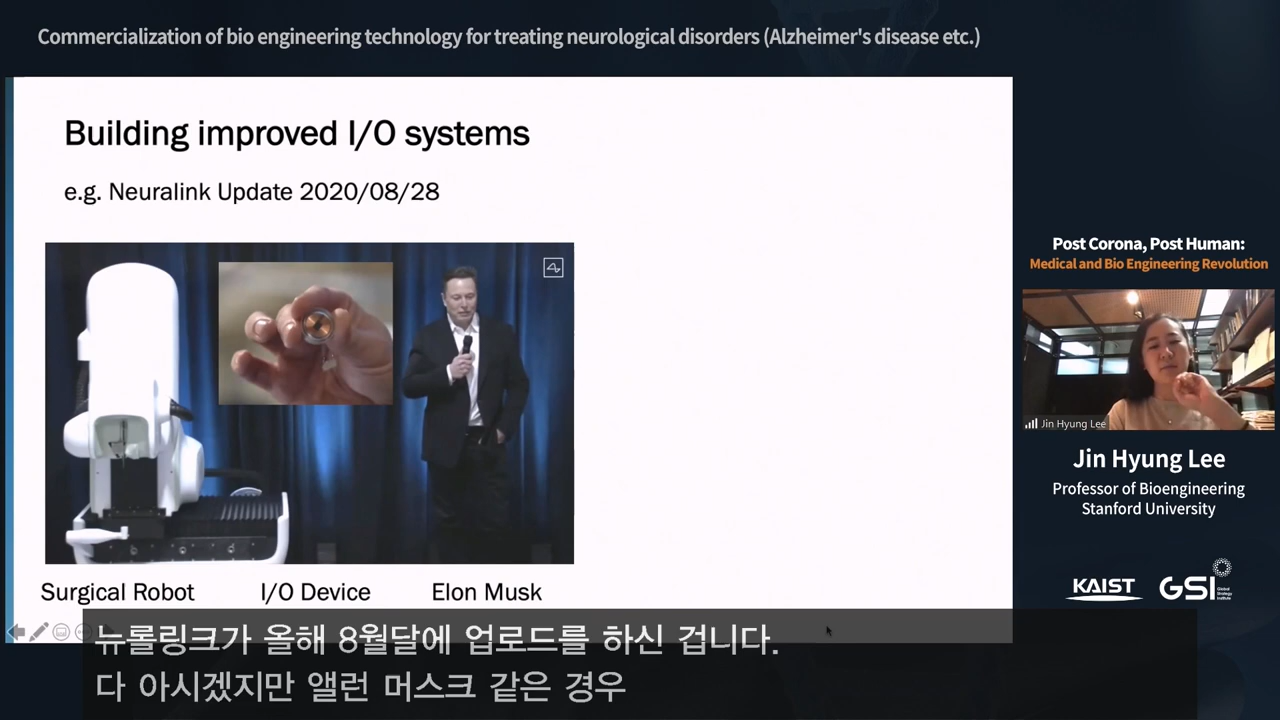 Commercialization of bio engineering technology for treating neurological disorders (Alzheimer's disease etc.)
Building improved I/O systems
e.g. Neuralink Update 2020/08/28
Surgical Robot
I/O Device
Elon Musk
Post Corona, Post Human:
Medical and Bio Engineering Revolution
Jin Hyung Lee
Jin Hyung Lee
Professor of Bioengineering
Stanford University
KAIST
GSI
Global
Strategy
Institute
뉴롤링크가 올해 8월달에 업로드를 하신 겁니다.
다 아시겠지만 앨런 머스크 같은 경우